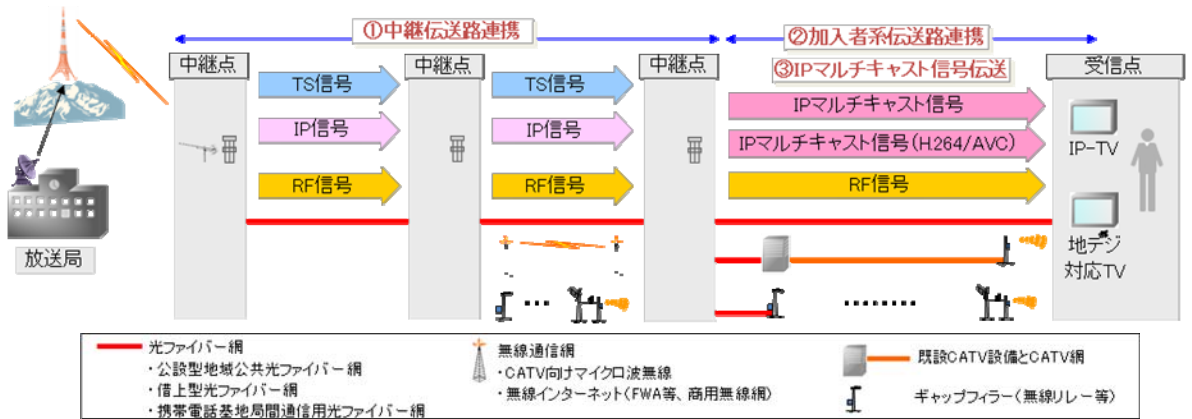 ①中継伝送路連携
②加入者系伝送路連携
③IPマルチキャスト信号伝送
中継点
中継点
中継点
受信点
TS信号
TS信号
IPマルチキャスト信号
IP信号
IP信号
IPマルチキャスト信号(H.264/AVC)
IP-TV
RF信号
RF信号
RF信号
放送局
地デジ
対応TV
光ファイバー網
・公設型地域公共光ファイバー網
・借上型光ファイバー網
・携帯電話基地局間通信用光ファイバー網
無線通信網
・CATV向けマイクロ波無線
・無線インターネット(FWA等、商用無線網)
既設CATV設備とCATV網
ギャップフィラー(無線リレー等)